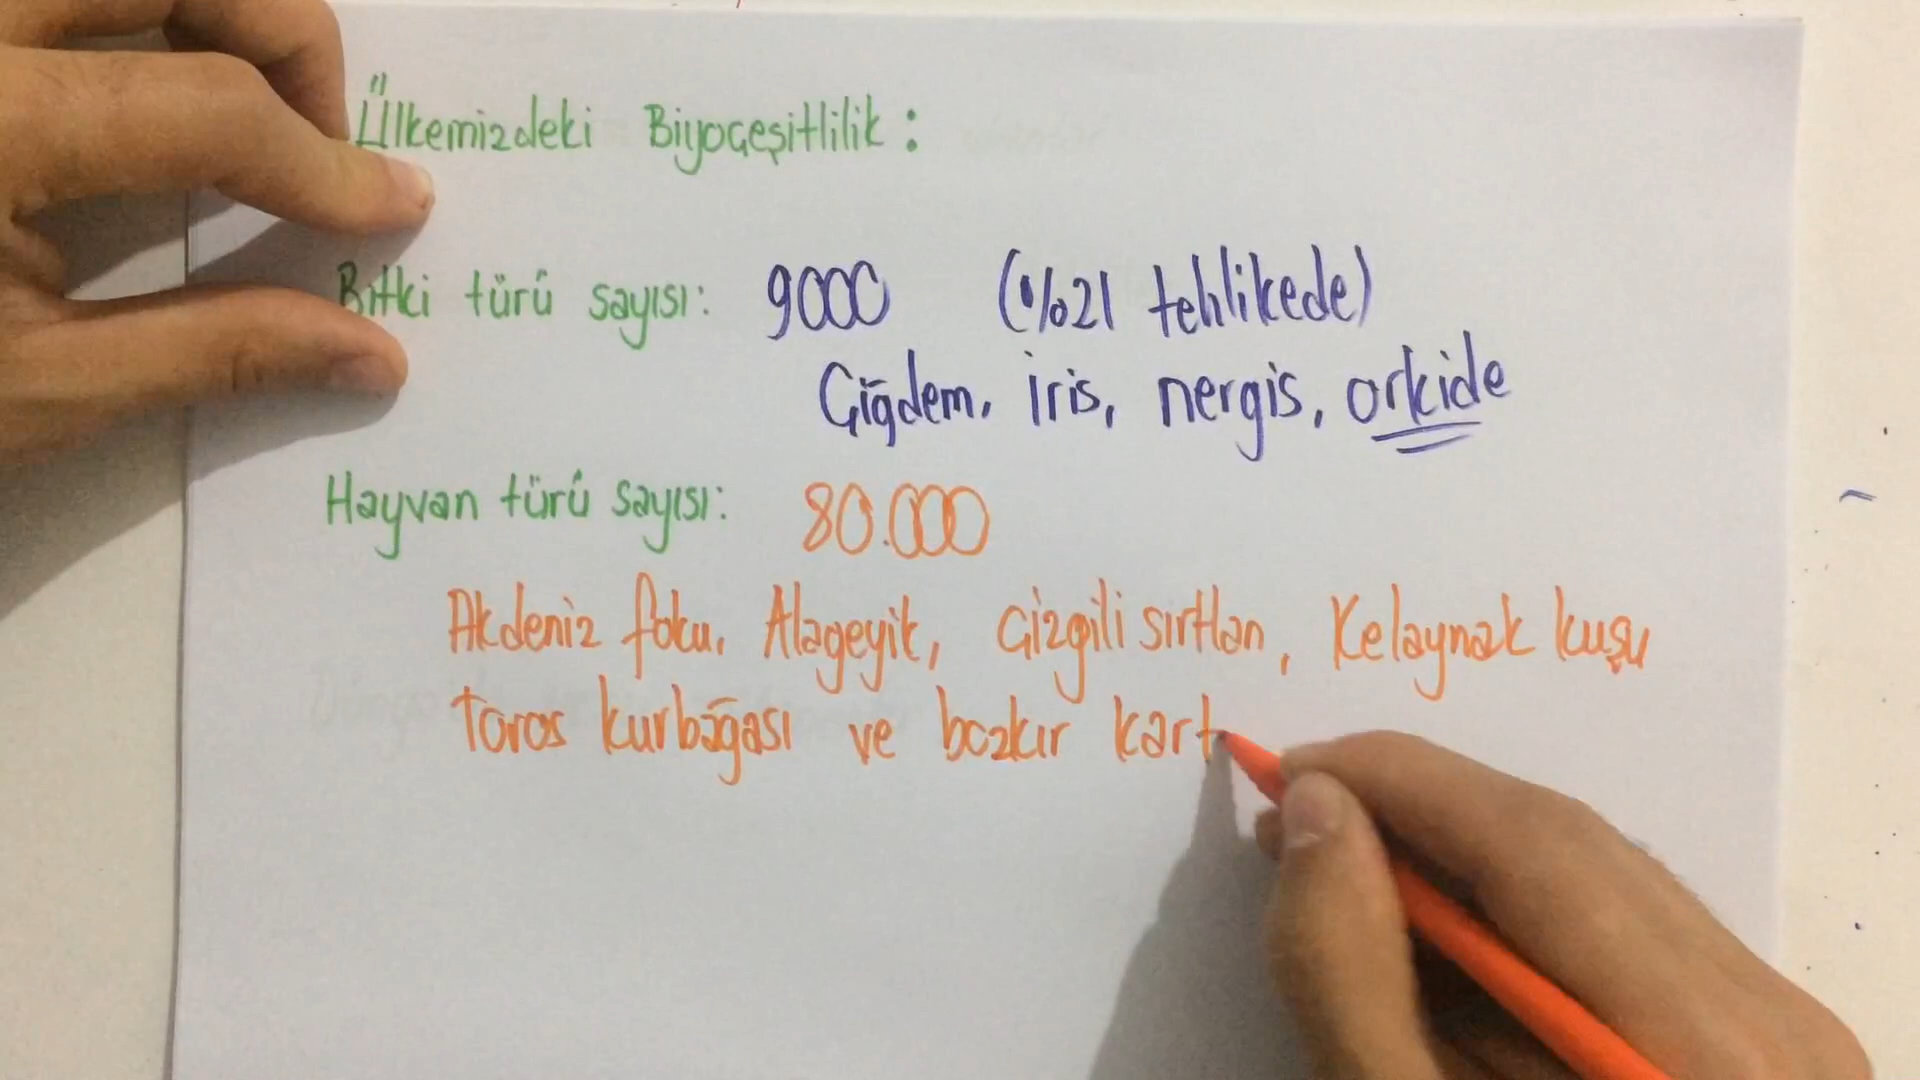 Ülkemizdeki Biyoçeşitlilik :
Bitki türü sayısı: 9000 (%21 tehlikede)
Çiğdem, iris, nergis, orkide
Hayvan türü sayısı: 80.000
Akdeniz foku, Alageyik, Çizgili sırtlan, Kelaynak kuşu
Toros kurbağası ve bozkır kart